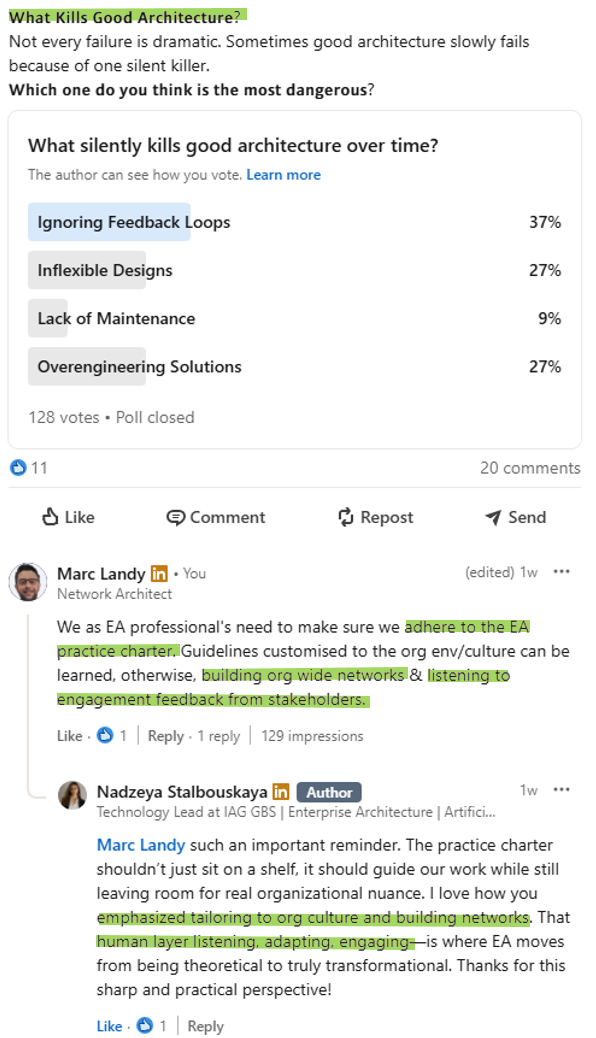 What Kills Good Architecture?
Not every failure is dramatic. Sometimes good architecture slowly fails
because of one silent killer.
Which one do you think is the most dangerous?
What silently kills good architecture over time?
The author can see how you vote. Learn more
Ignoring Feedback Loops 37%
Inflexible Designs 27%
Lack of Maintenance 9%
Overengineering Solutions 27%
128 votes • Poll closed
11 20 comments
Like Comment Repost Send
Marc Landy in • You (edited) 1w •••
Network Architect
We as EA professional's need to make sure we adhere to the EA
practice charter. Guidelines customised to the org env/culture can be
learned, otherwise, building org wide networks & listening to
engagement feedback from stakeholders.
Like · 1 | Reply · 1 reply | 129 impressions
Nadzeya Stalbouskaya in Author 1w •••
Technology Lead at IAG GBS | Enterprise Architecture | Artifici...
Marc Landy such an important reminder. The practice charter
shouldn’t just sit on a shelf, it should guide our work while still
leaving room for real organizational nuance. I love how you
emphasized tailoring to org culture and building networks. That
human layer listening, adapting, engaging—is where EA moves
from being theoretical to truly transformational. Thanks for this
sharp and practical perspective!
Like · 1 | Reply